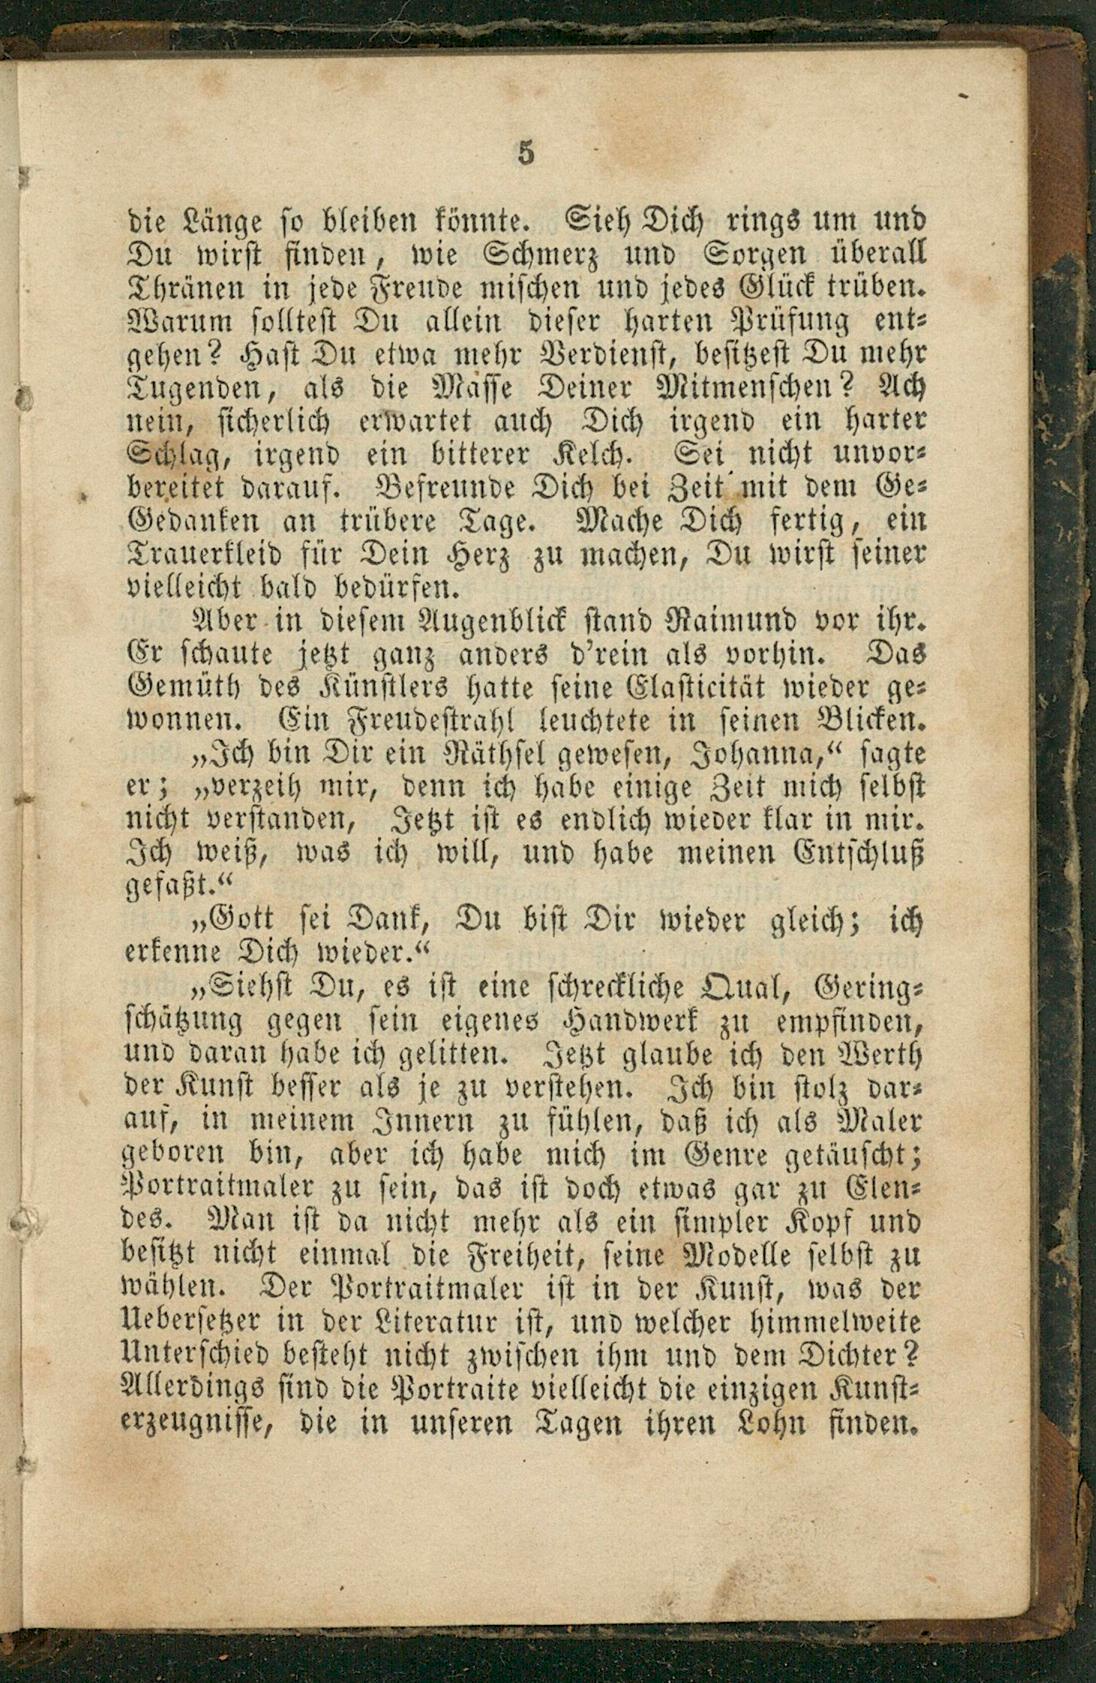 5
die Länge so bleiben könnte. Sieh Dich rings um und
Du wirst finden, wie Schmerz und Sorgen überall
Thränen in jede Freude mischen und jedes Glück trüben.
Warum solltest Du allein dieser harten Prüfung ent-
gehen? Hast Du etwa mehr Verdienst, besitzest Du mehr
Tugenden, als die Masse Deiner Mitmenschen? Ach
nein, sicherlich erwartet auch Dich irgend ein harter
Schlag, irgend ein bitterer Kelch. Sei nicht unvor-
bereitet darauf. Befreunde Dich bei Zeit mit dem Ge-
Gedanken an trübere Tage. Mache Dich fertig, ein
Trauerkleid für Dein Herz zu machen, Du wirst seiner
vielleicht bald bedürfen.
Aber in diesem Augenblick stand Raimund vor ihr.
Er schaute jetzt ganz anders d'rein als vorhin. Das
Gemüth des Künstlers hatte seine Elasticität wieder ge-
wonnen. Ein Freudestrahl leuchtete in seinen Blicken.
„Ich bin Dir ein Räthsel gewesen, Johanna,“ sagte
er; „verzeih mir, denn ich habe einige Zeit mich selbst
nicht verstanden, Jetzt ist es endlich wieder klar in mir.
Ich weiß, was ich will, und habe meinen Entschluß
gefaßt.“
„Gott sei Dank, Du bist Dir wieder gleich; ich
erkenne Dich wieder.“
„Siehst Du, es ist eine schreckliche Qual, Gering-
schätzung gegen sein eigenes Handwerk zu empfinden,
und daran habe ich gelitten. Jetzt glaube ich den Werth
der Kunst besser als je zu verstehen. Ich bin stolz dar-
auf, in meinem Innern zu fühlen, daß ich als Maler
geboren bin, aber ich habe mich im Genre getäuscht;
Portraitmaler zu sein, das ist doch etwas gar zu Elen-
des. Man ist da nicht mehr als ein simpler Kopf und
besitzt nicht einmal die Freiheit, seine Modelle selbst zu
wählen. Der Portraitmaler ist in der Kunst, was der
Uebersetzer in der Literatur ist, und welcher himmelweite
Unterschied besteht nicht zwischen ihm und dem Dichter?
Allerdings sind die Portraite vielleicht die einzigen Kunst-
erzeugnisse, die in unseren Tagen ihren Lohn finden.